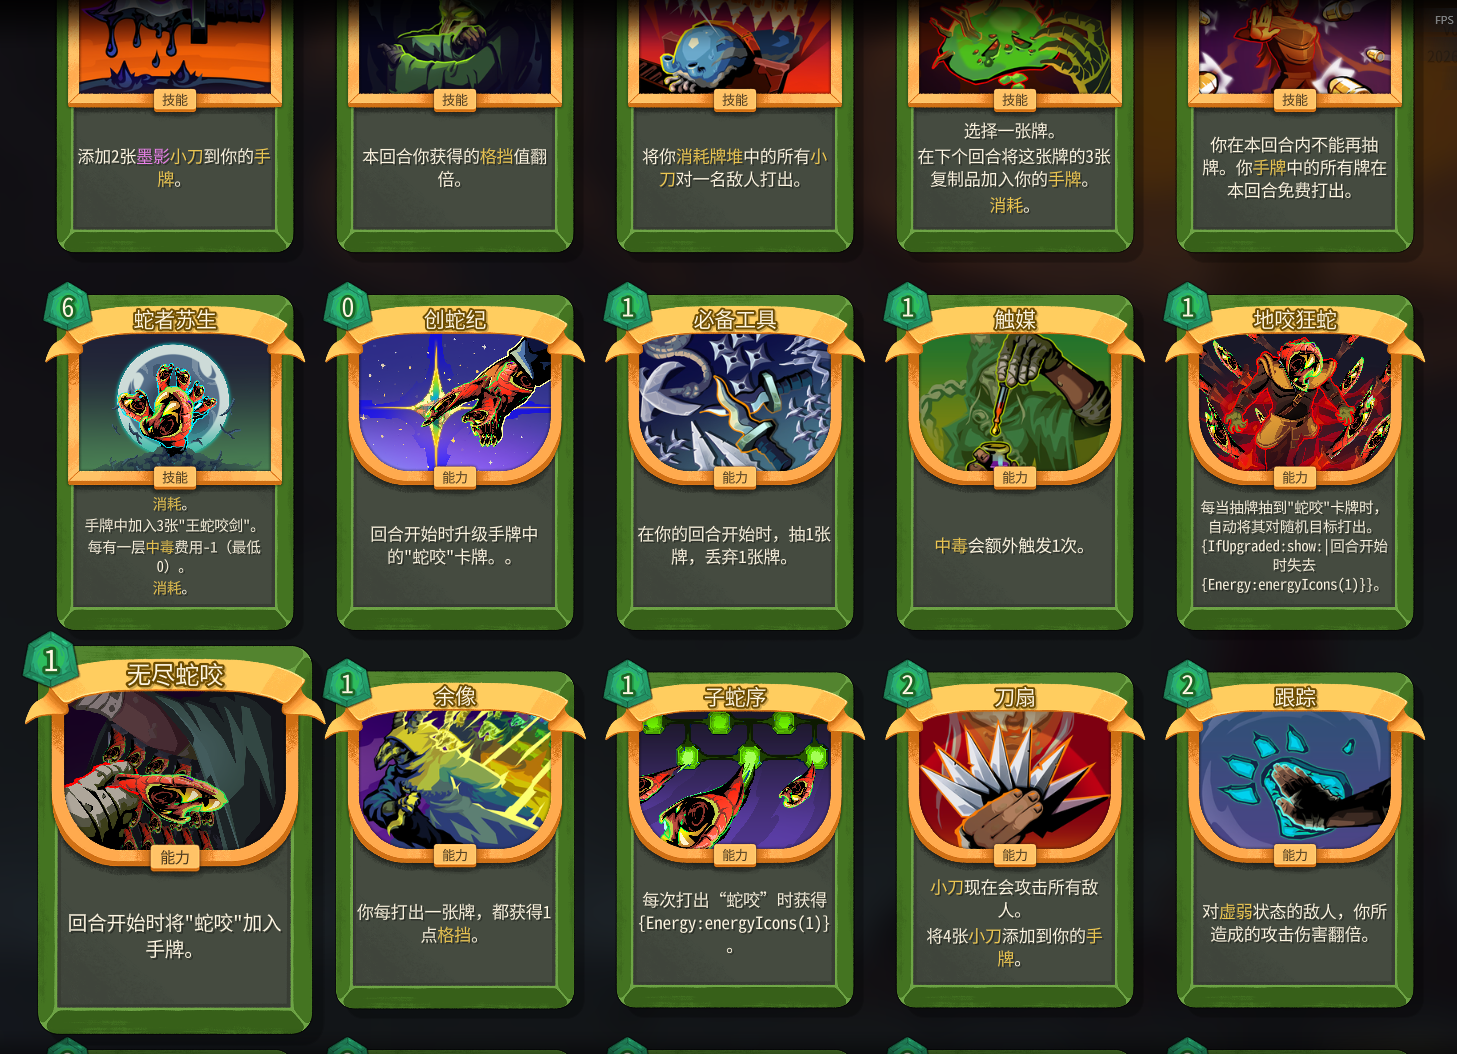 FPS
2026
技能
技能
技能
技能
技能
添加2张墨影小刀到你的手
牌。
本回合你获得的格挡值翻
倍。
将你消耗牌堆中的所有小
刀对一名敌人打出。
选择一张牌。
在下个回合将这张牌的3张
复制品加入你的手牌。
消耗。
你在本回合内不能再抽
牌。你手牌中的所有牌在
本回合免费打出。
6
蛇者苏生
技能
消耗。
手牌中加入3张"王蛇咬剑"。
每有一层中毒费用-1（最低
0）。
消耗。
0
创蛇纪
能力
回合开始时升级手牌中
的"蛇咬"卡牌。。
1
必备工具
能力
在你的回合开始时，抽1张
牌，丢弃1张牌。
1
触媒
能力
中毒会额外触发1次。
1
地咬狂蛇
能力
每当抽牌抽到"蛇咬"卡牌时，
自动将其对随机目标打出。
{IfUpgraded:show:|回合开始
时失去
{Energy:energyIcons(1)}}。
1
无尽蛇咬
能力
回合开始时将"蛇咬"加入
手牌。
1
余像
能力
你每打出一张牌，都获得1
点格挡。
1
子蛇序
能力
每次打出“蛇咬”时获得
{Energy:energyIcons(1)}
。
2
刀扇
能力
小刀现在会攻击所有敌
人。
将4张小刀添加到你的手
牌。
2
跟踪
能力
对虚弱状态的敌人，你所
造成的攻击伤害翻倍。